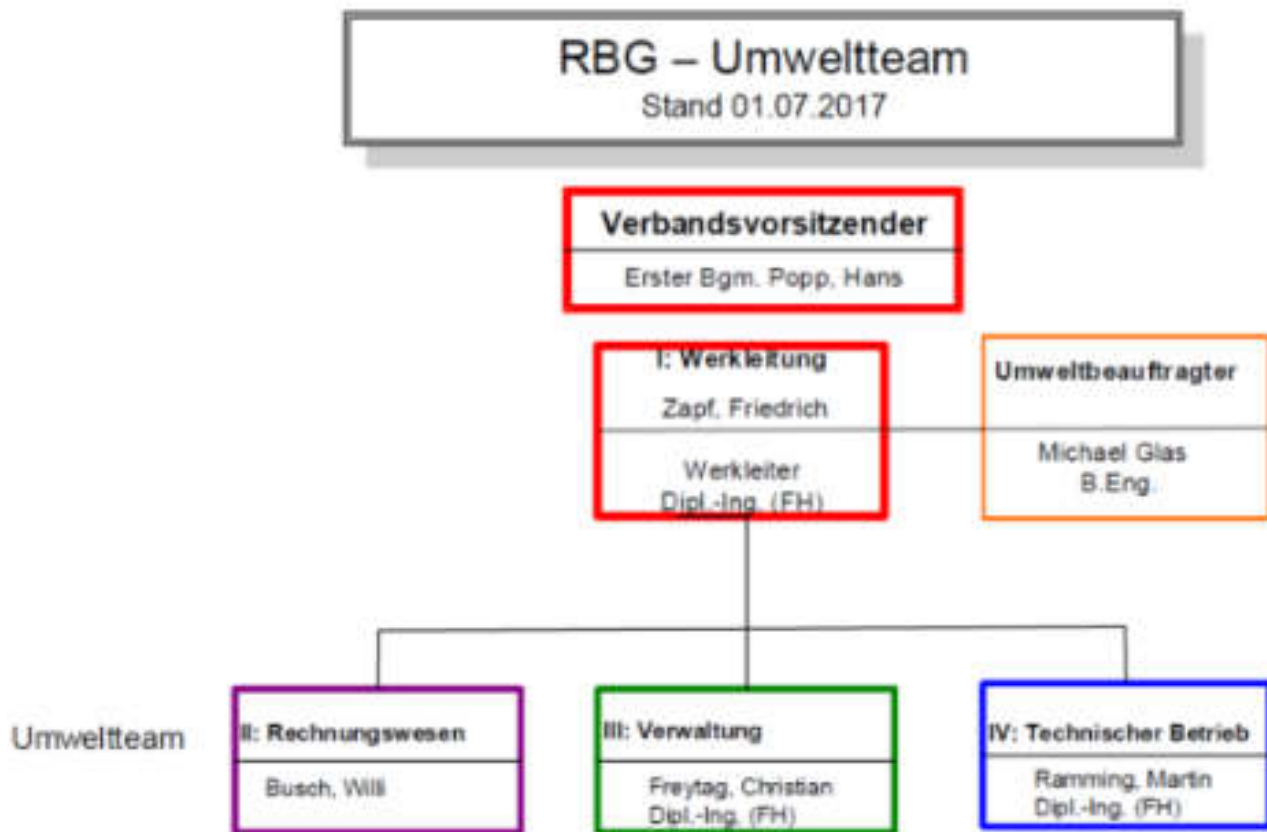 RBG – Umweltteam
Stand 01.07.2017
Verbandsvorsitzender
Erster Bgm. Popp, Hans
I: Werkleitung
Zapf, Friedrich
Werkleiter
Dipl.-Ing. (FH)
Umweltbeauftragter
Michael Glas
B.Eng.
Umweltteam
II: Rechnungswesen
Busch, Willi
III: Verwaltung
Freytag, Christian
Dipl.-Ing. (FH)
IV: Technischer Betrieb
Ramming, Martin
Dipl.-Ing. (FH)